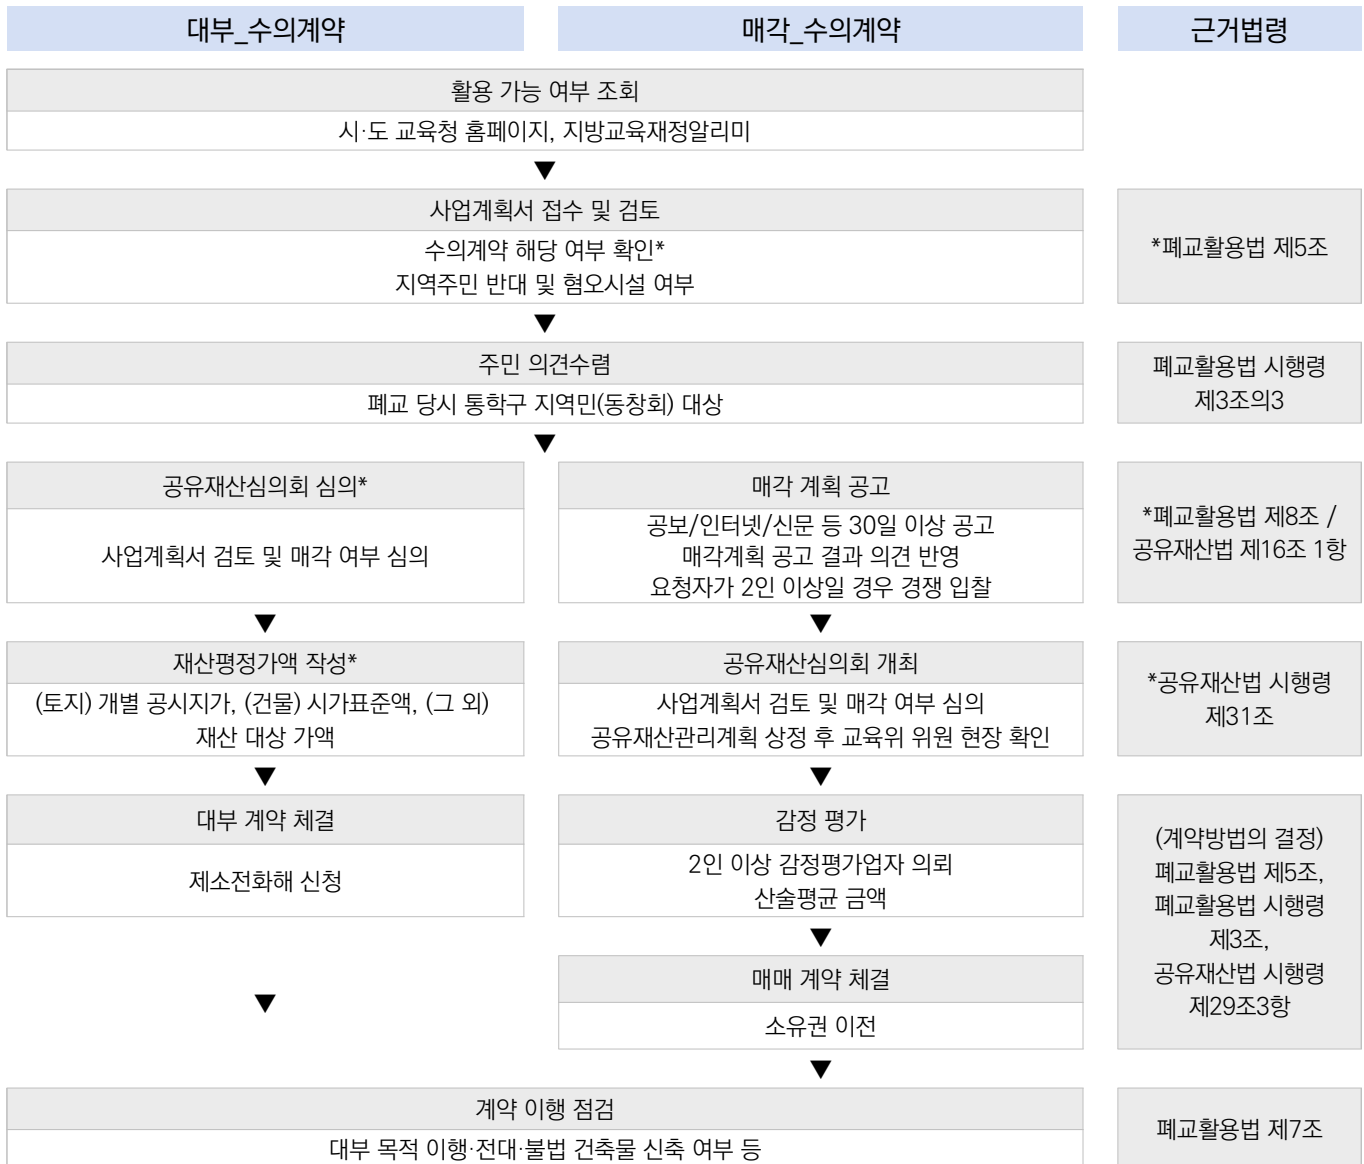 대부_수의계약
매각_수의계약
근거법령
활용 가능 여부 조회
시·도 교육청 홈페이지, 지방교육재정알리미
▼
사업계획서 접수 및 검토
수의계약 해당 여부 확인*
지역주민 반대 및 혐오시설 여부
*폐교활용법 제5조
▼
주민 의견수렴
폐교 당시 통학구 지역민(동창회) 대상
폐교활용법 시행령
제3조의3
▼
공유재산심의회 심의*
사업계획서 검토 및 매각 여부 심의
매각 계획 공고
공보/인터넷/신문 등 30일 이상 공고
매각계획 공고 결과 의견 반영
요청자가 2인 이상일 경우 경쟁 입찰
*폐교활용법 제8조 /
공유재산법 제16조 1항
▼
▼
재산평정가액 작성*
(토지) 개별 공시지가, (건물) 시가표준액, (그 외)
재산 대상 가액
공유재산심의회 개최
사업계획서 검토 및 매각 여부 심의
공유재산관리계획 상정 후 교육위 위원 현장 확인
*공유재산법 시행령
제31조
▼
▼
대부 계약 체결
제소전화해 신청
감정 평가
2인 이상 감정평가업자 의뢰
산술평균 금액
(계약방법의 결정)
폐교활용법 제5조,
폐교활용법 시행령
제3조,
공유재산법 시행령
제29조3항
▼
▼
매매 계약 체결
소유권 이전
▼
계약 이행 점검
대부 목적 이행·전대·불법 건축물 신축 여부 등
폐교활용법 제7조